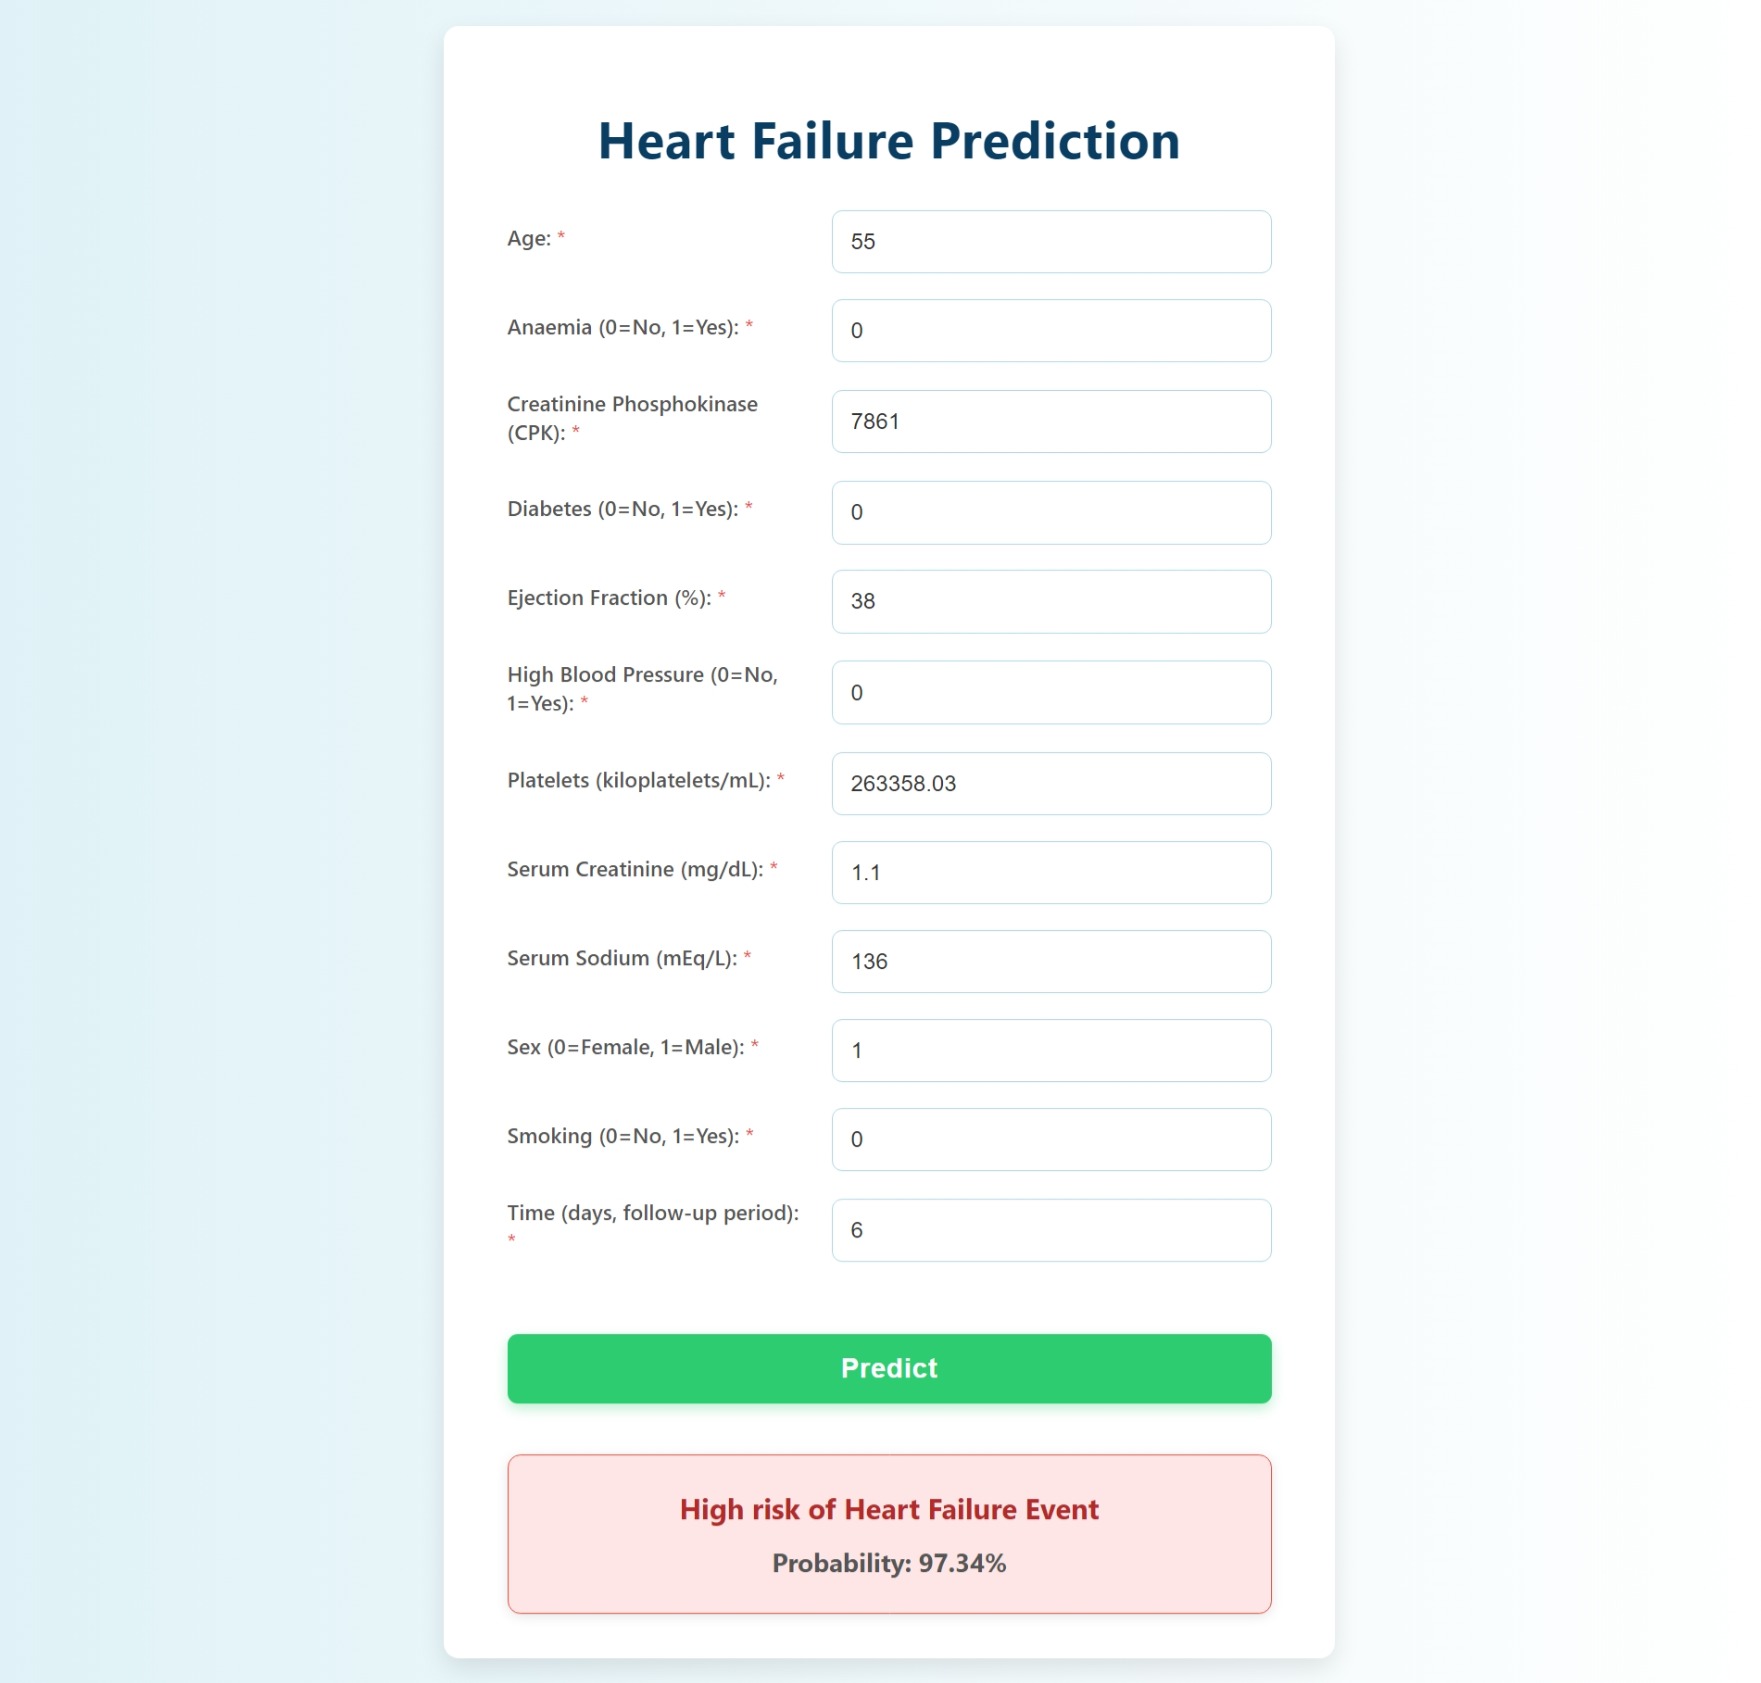 Heart Failure Prediction
Age: *
55
Anaemia (0=No, 1=Yes): *
0
Creatinine Phosphokinase
(CPK): *
7861
Diabetes (0=No, 1=Yes): *
0
Ejection Fraction (%): *
38
High Blood Pressure (0=No,
1=Yes): *
0
Platelets (kiloplatelets/mL): *
263358.03
Serum Creatinine (mg/dL): *
1.1
Serum Sodium (mEq/L): *
136
Sex (0=Female, 1=Male): *
1
Smoking (0=No, 1=Yes): *
0
Time (days, follow-up period):
*
6
Predict
High risk of Heart Failure Event
Probability: 97.34%